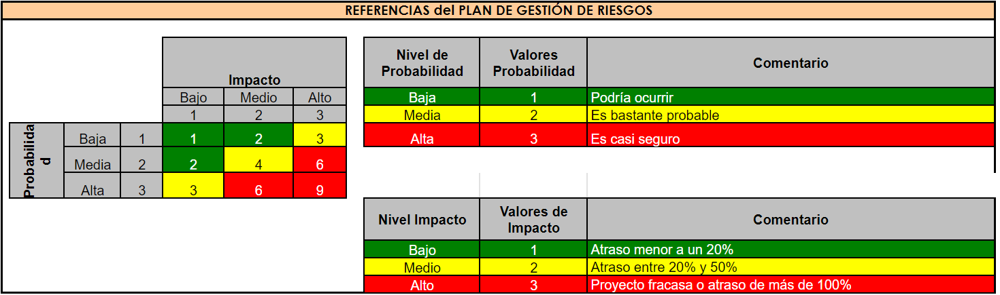 REFERENCIAS del PLAN DE GESTIÓN DE RIESGOS
Impacto
Bajo Medio Alto
1 2 3
Probabilida
d
Baja 1 1 2 3
Media 2 2 4 6
Alta 3 3 6 9
Nivel de
Probabilidad
Valores
Probabilidad
Comentario
Baja 1 Podría ocurrir
Media 2 Es bastante probable
Alta 3 Es casi seguro
Nivel Impacto
Valores de
Impacto
Comentario
Bajo 1 Atraso menor a un 20%
Medio 2 Atraso entre 20% y 50%
Alto 3 Proyecto fracasa o atraso de más de 100%